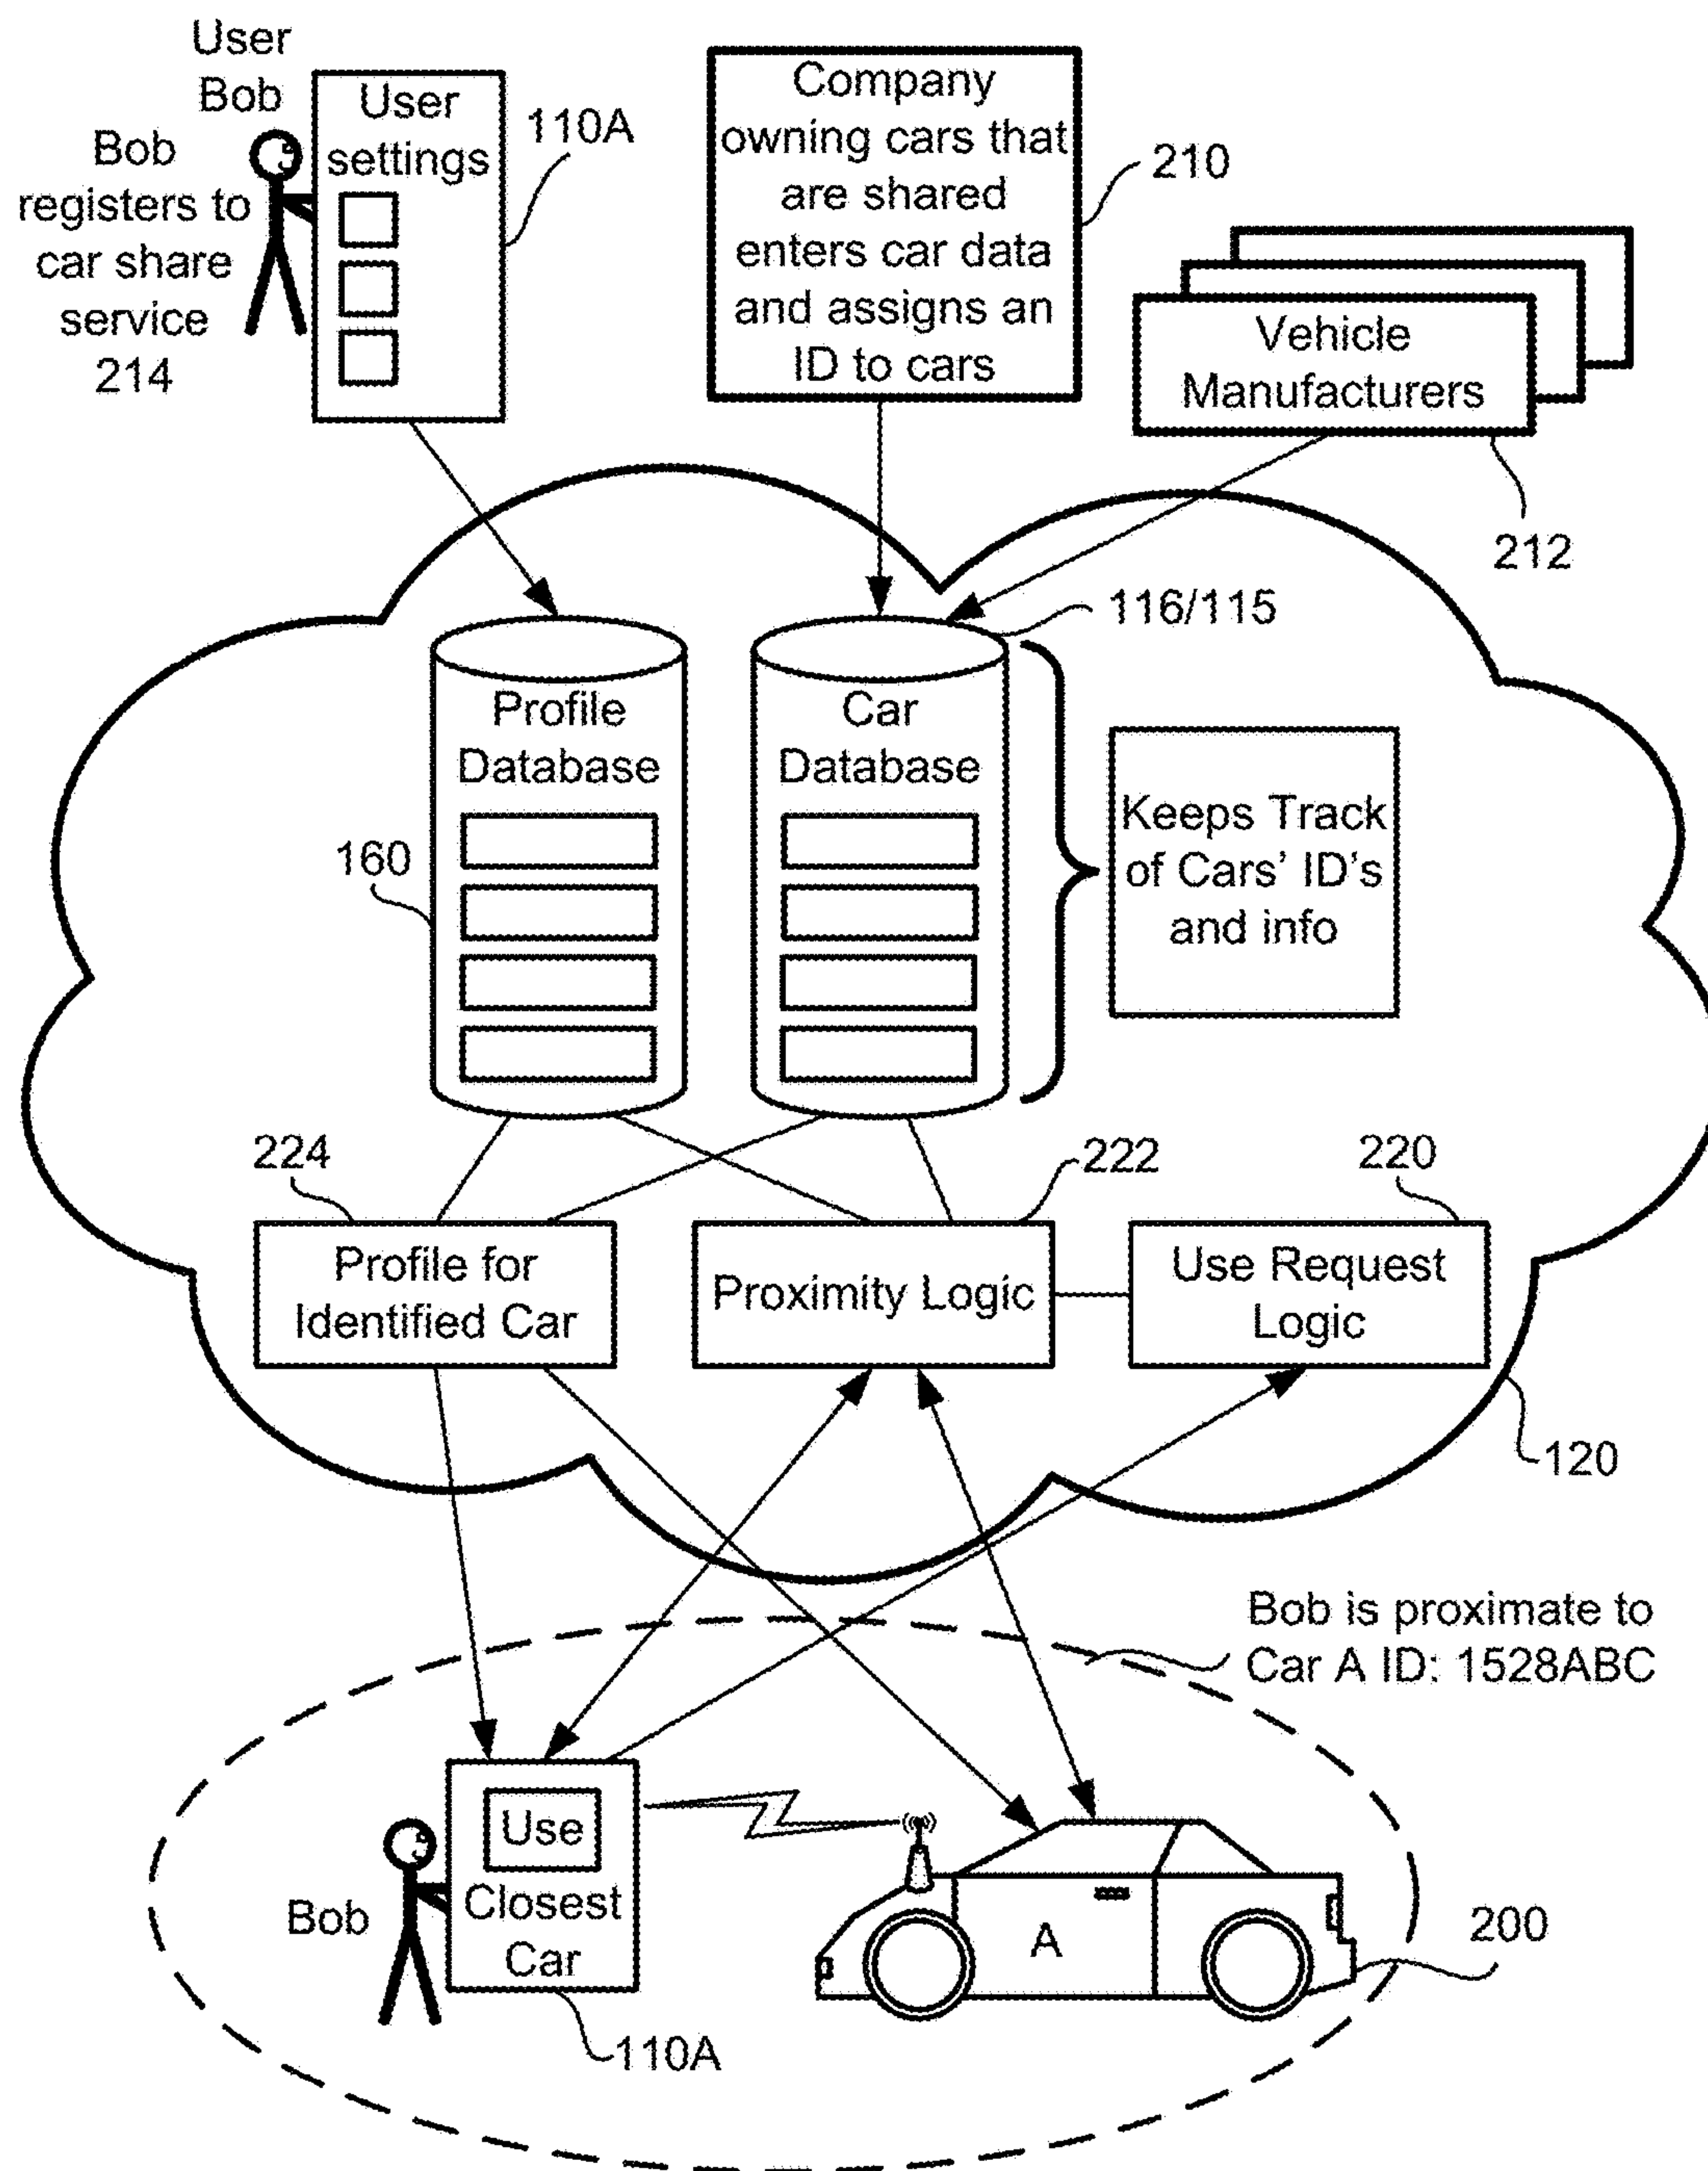 User
Bob
Bob
registers to
car share
service
214
User
settings
110A
Company
owning cars that
are shared
enters car data
and assigns an
ID to cars
210
Vehicle
Manufacturers
212
116/115
Profile
Database
Car
Database
160
Keeps Track
of Cars' ID's
and info
224
222
220
Profile for
Identified Car
Proximity Logic
Use Request
Logic
120
Bob is proximate to
Car A ID: 1528ABC
Use
Closest
Car
Bob
A
200
110A